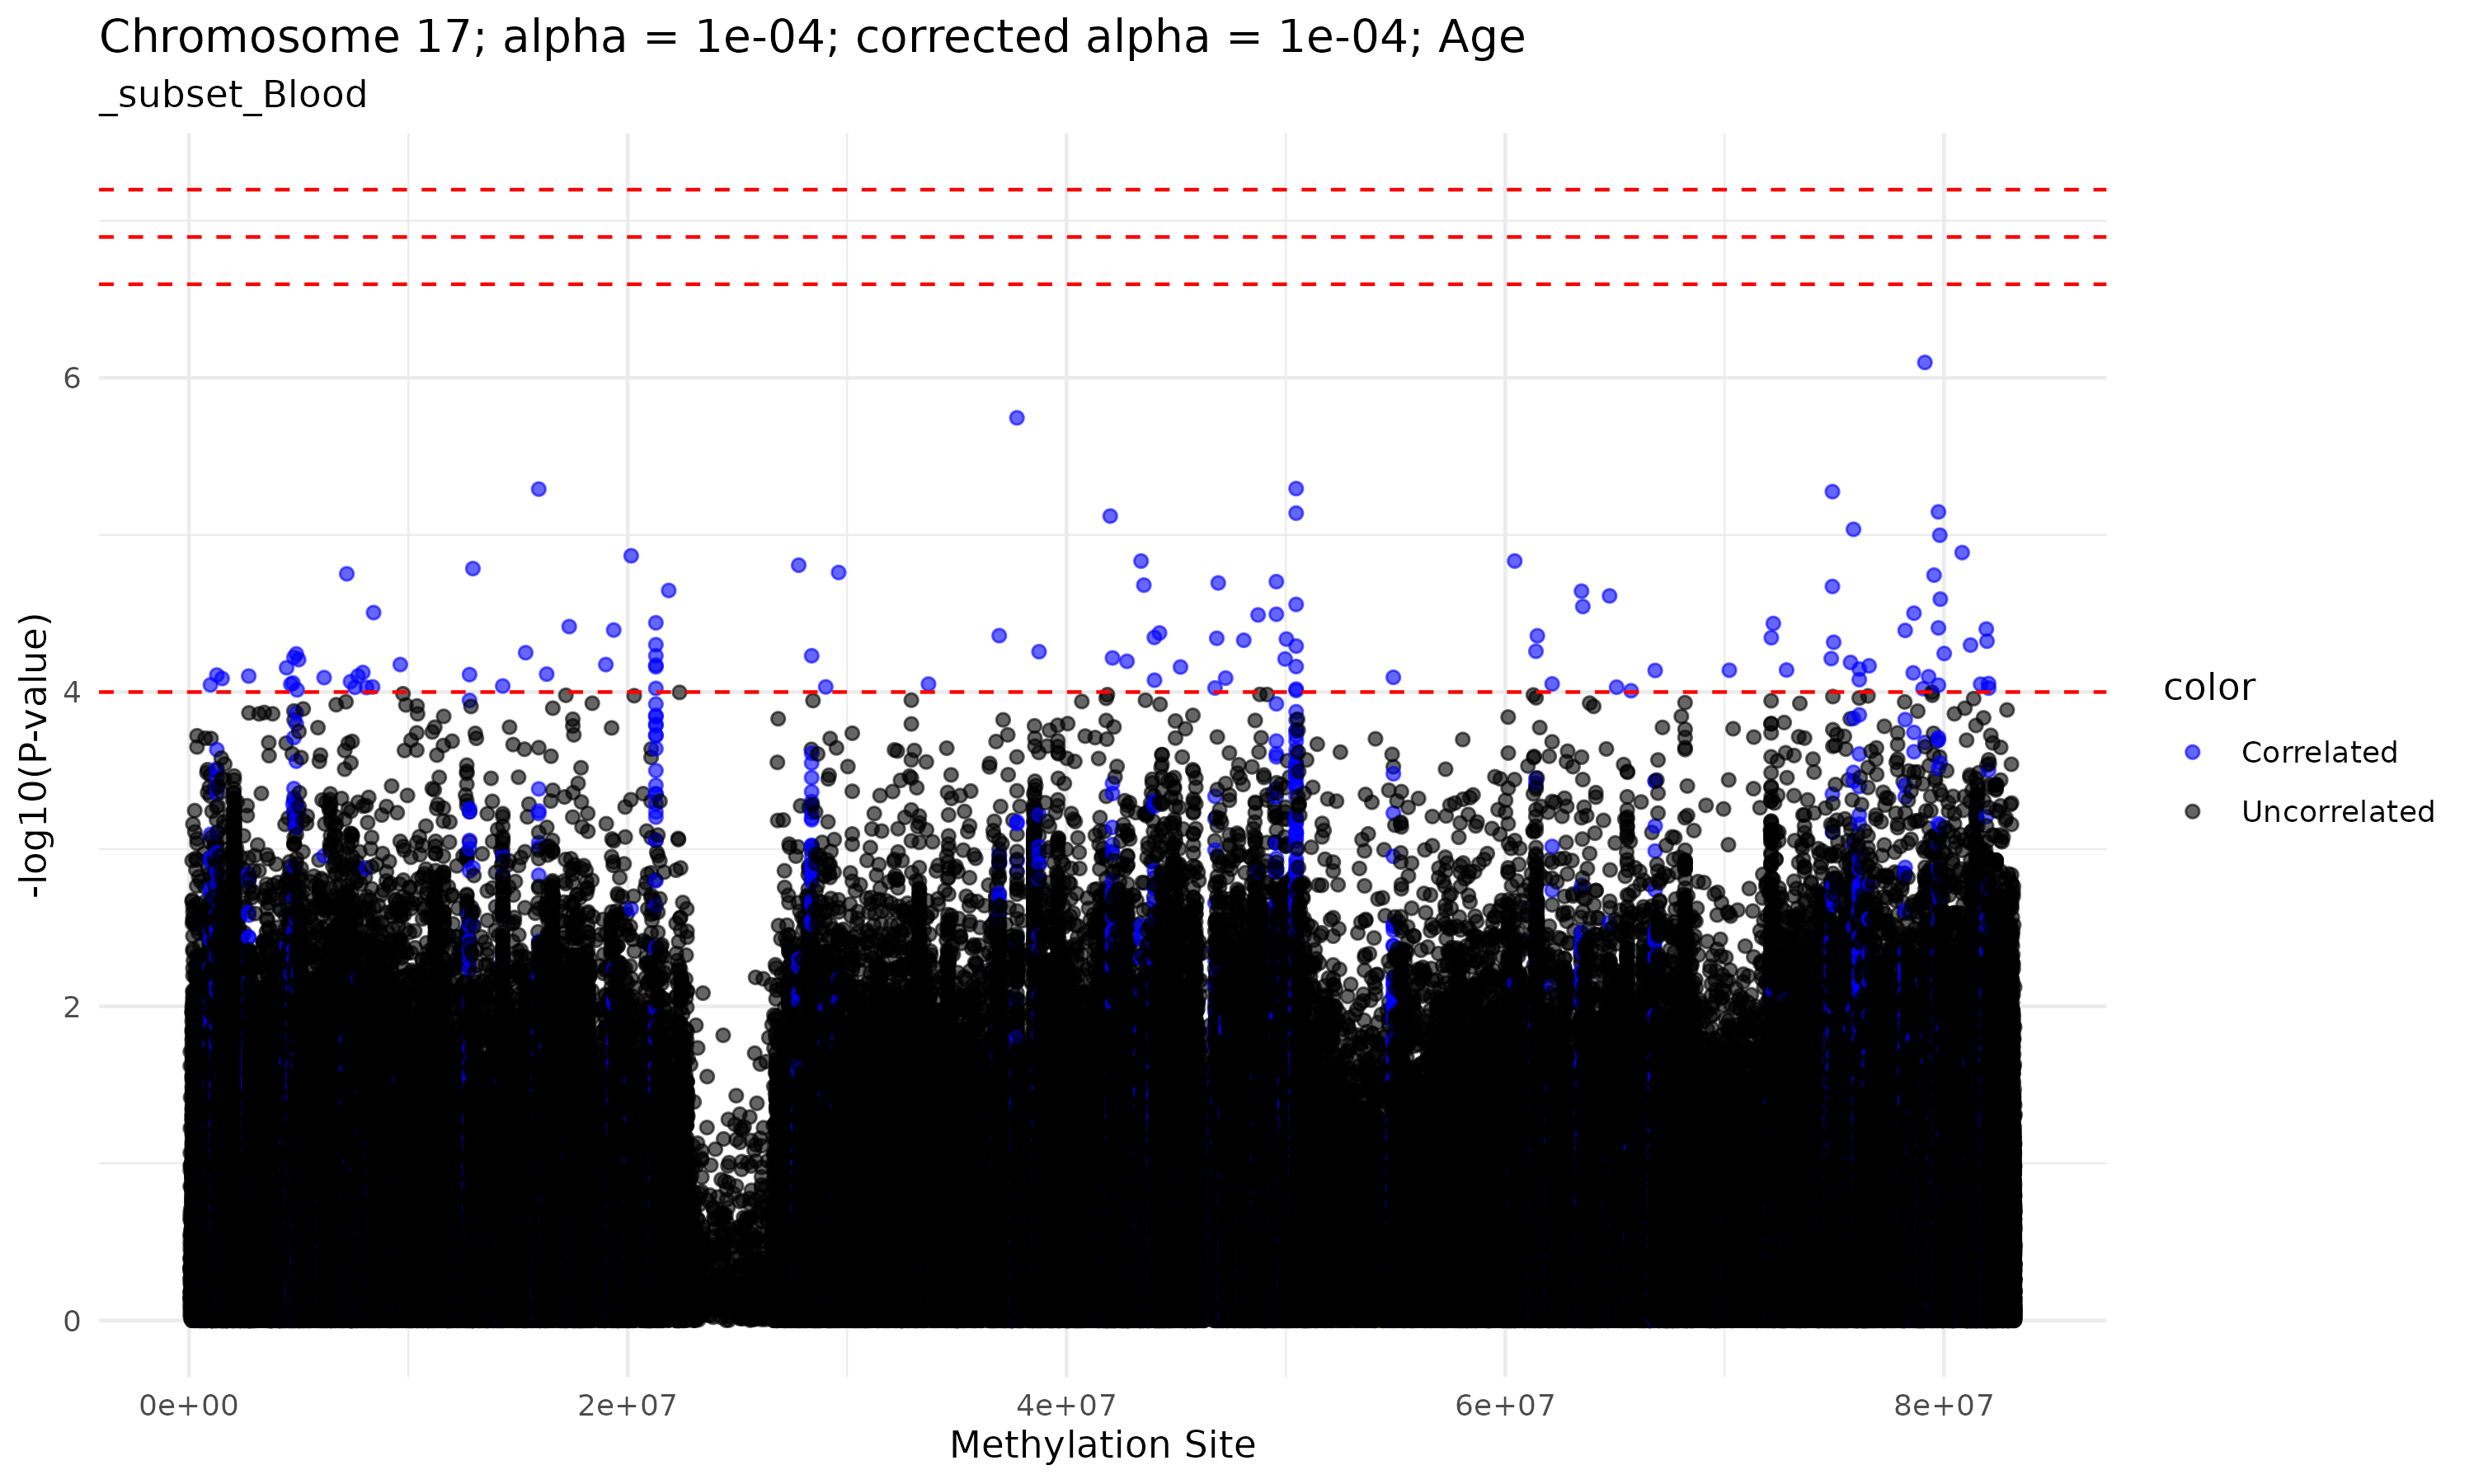 Chromosome 17; alpha = 1e-04; corrected alpha = 1e-04; Age
_subset_Blood
-log10(P-value)
6
4
2
0
0e+00 2e+07 4e+07 6e+07 8e+07
Methylation Site
color
Correlated
Uncorrelated